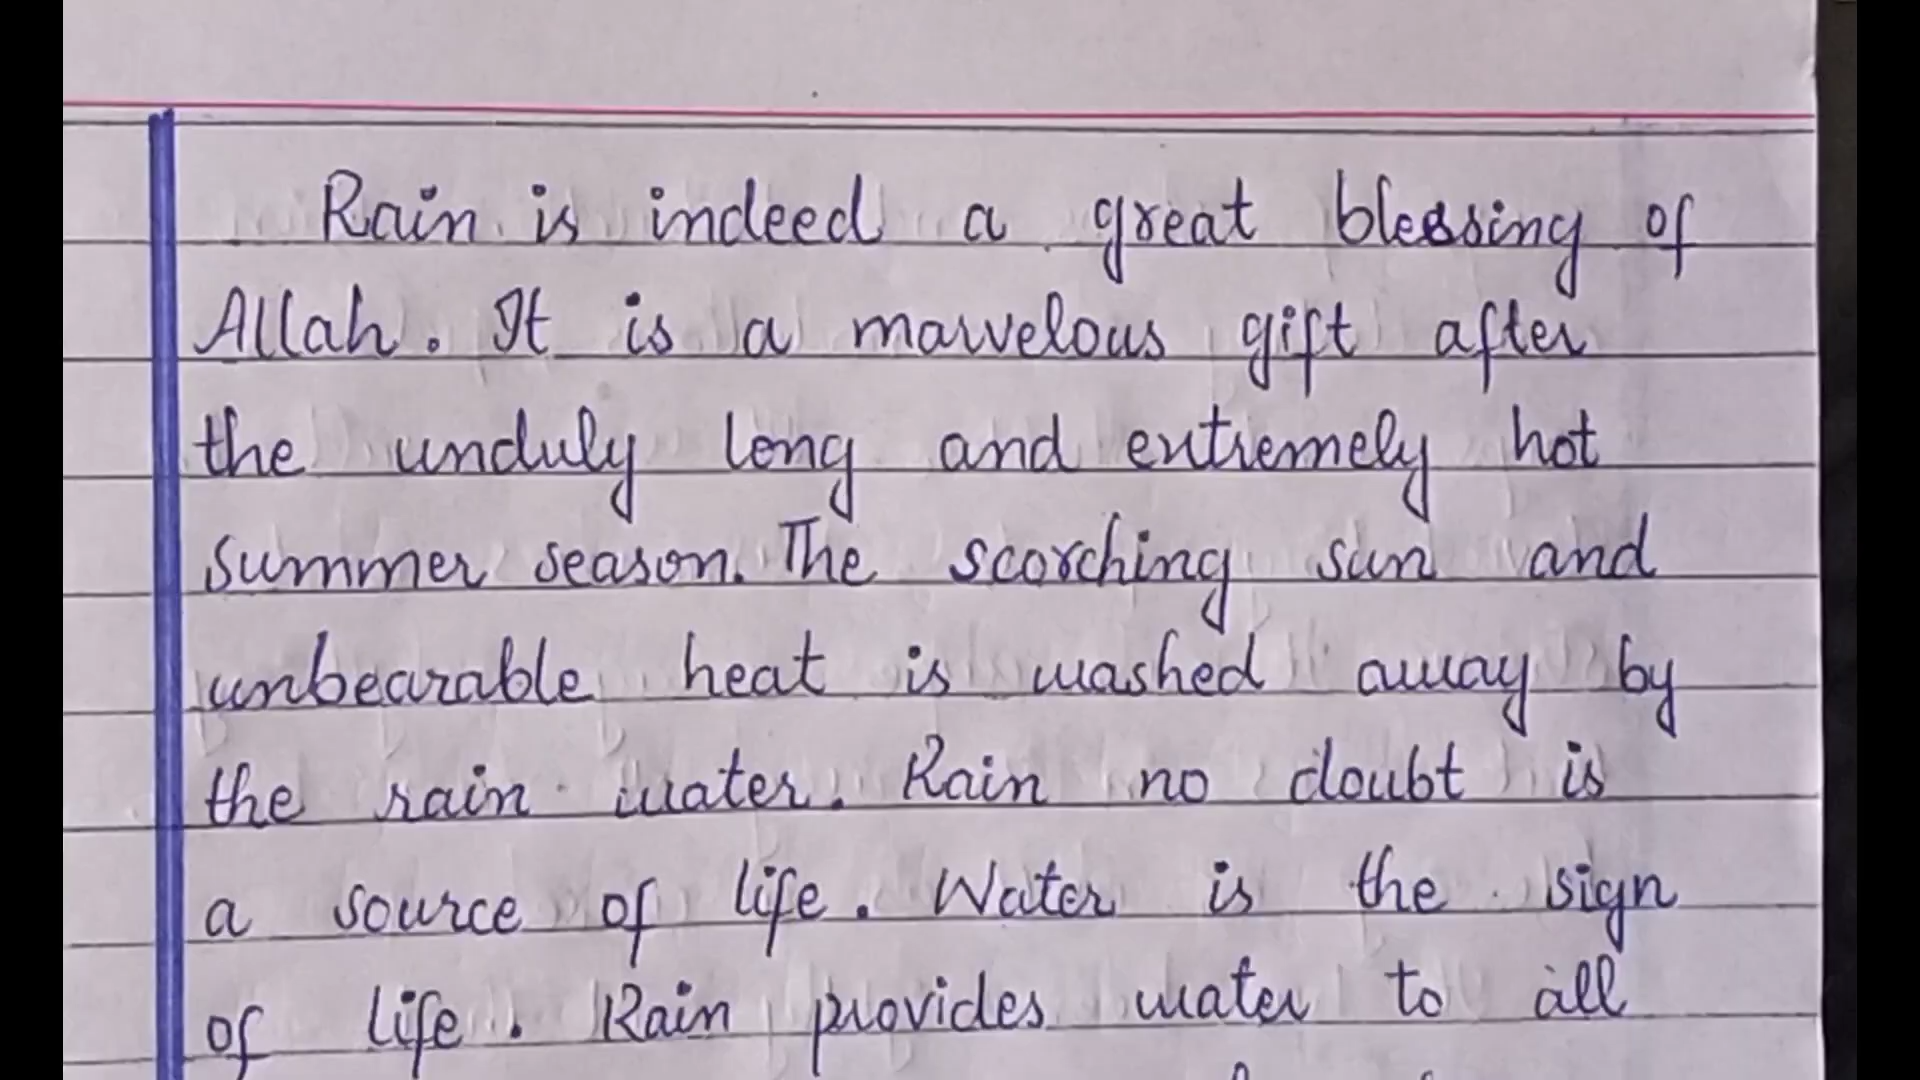 Rain is indeed a great blessing of
Allah. It is a marvelous gift after
the unduly long and extremely hot
summer season. The scorching sun and
unbearable heat is washed away by
the rain water. Rain no doubt is
a source of life. Water is the sign
of life. Rain provides water to all